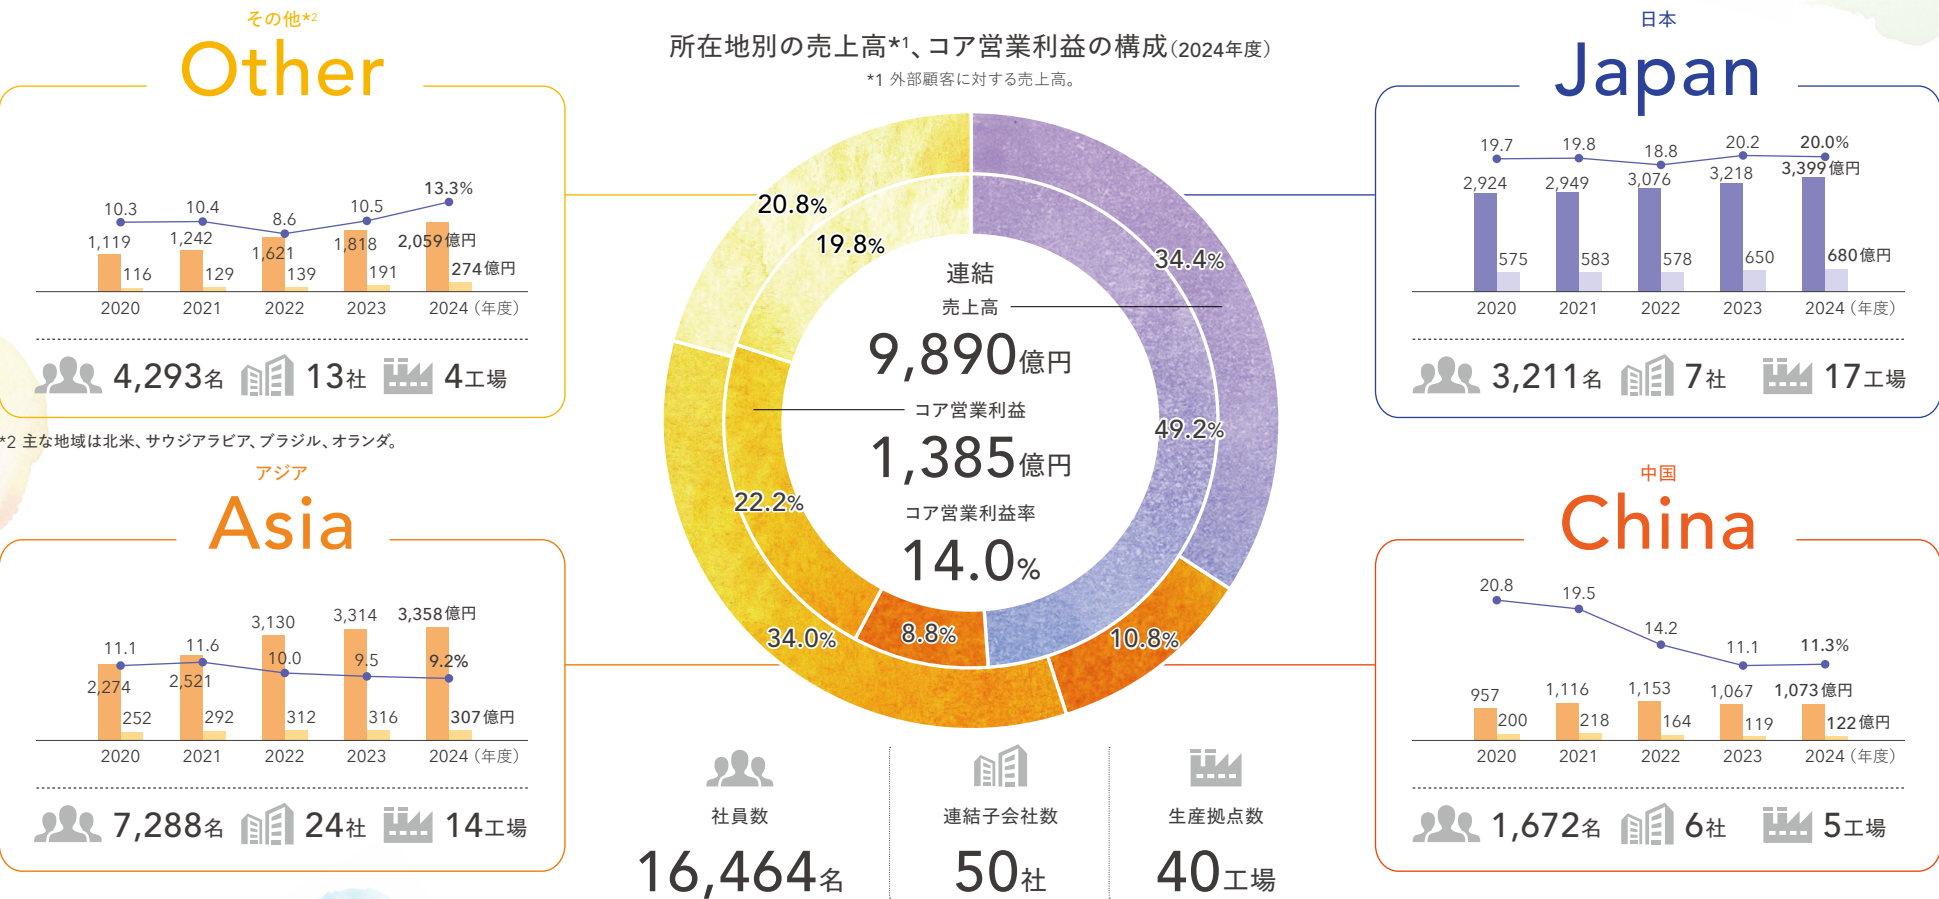 その他*2
Other
10.3 10.4 8.6 10.5 13.3%
1,119 1,242 1,621 1,818 2,059億円
116 129 139 191 274億円
2020 2021 2022 2023 2024（年度）
4,293名 13社 4工場
*2 主な地域は北米、サウジアラビア、ブラジル、オランダ。
アジア
Asia
3,130 3,314 3,358億円
11.1 11.6 10.0 9.5 9.2%
2,274 2,521
252 292 312 316 307億円
2020 2021 2022 2023 2024（年度）
7,288名 24社 14工場
所在地別の売上高*1、コア営業利益の構成（2024年度）
*1 外部顧客に対する売上高。
20.8%
19.8%
34.4%
49.2%
22.2%
34.0%
8.8%
10.8%
連結
売上高
9,890億円
コア営業利益
1,385億円
コア営業利益率
14.0%
社員数 連結子会社数 生産拠点数
16,464名 50社 40工場
日本
Japan
19.7 19.8 18.8 20.2 20.0%
2,924 2,949 3,076 3,218 3,399億円
575 583 578 650 680億円
2020 2021 2022 2023 2024（年度）
3,211名 7社 17工場
中国
China
20.8 19.5 14.2 11.1 11.3%
957 1,116 1,153 1,067 1,073億円
200 218 164 119 122億円
2020 2021 2022 2023 2024（年度）
1,672名 6社 5工場